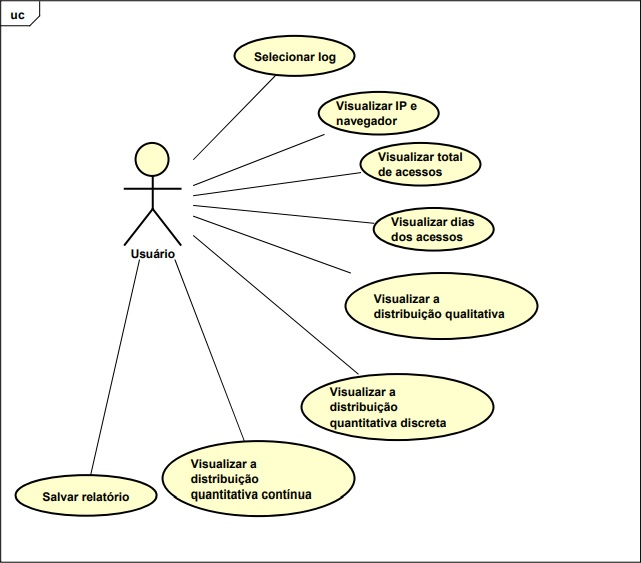 uc
Selecionar log
Visualizar IP e
navegador
Visualizar total
de acessos
Visualizar dias
dos acessos
Usuário
Visualizar a
distribuição qualitativa
Visualizar a
distribuição
quantitativa discreta
Visualizar a
distribuição
quantitativa contínua
Salvar relatório